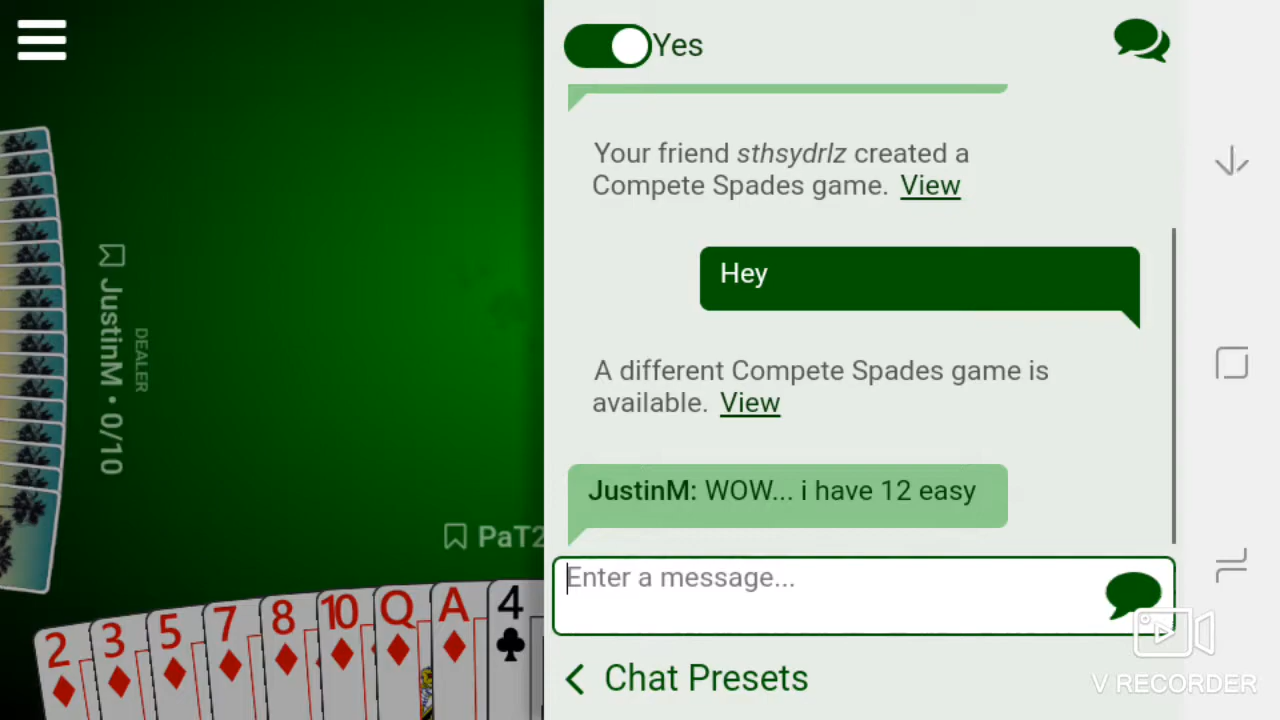 Yes
Your friend sthsydrlz created a
Compete Spades game. View
Hey
A different Compete Spades game is
available. View
JustinM: WOW... i have 12 easy
Enter a message...
Chat Presets
DEALER
JustinM • 0/10
PaT2
2 3 5 7 8 10 Q A 4
V RECORDER